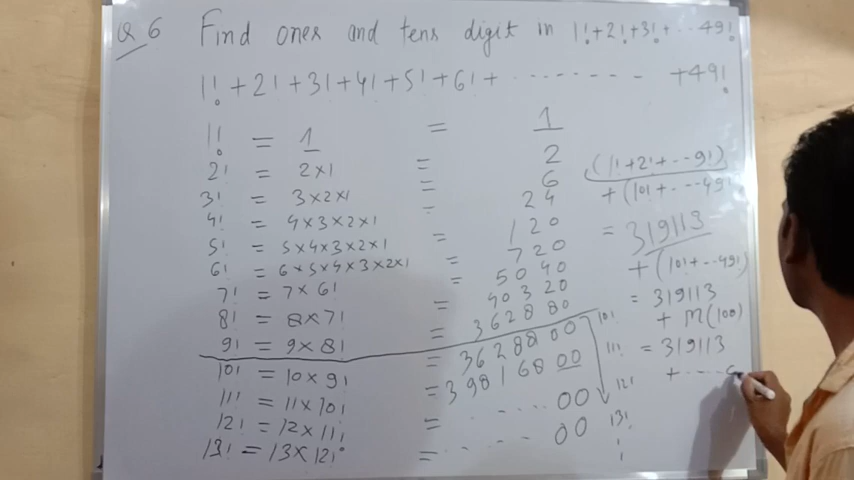 Q 6 Find ones and tens digit in 1!+2!+3!+--49!
1!+2!+3!+4!+5!+6!+--------+49!
1! = 1 = 1
2! = 2×1 = 2
3! = 3×2×1 = 6
4! = 4×3×2×1 = 24
5! = 5×4×3×2×1 = 120
6! = 6×5×4×3×2×1 = 720
7! = 7×6! = 5040
8! = 8×7! = 40320
9! = 9×8! = 362880
10! = 10×9! = 3628800
11! = 11×10! = 39816800
12! = 12×11! = ------00
13! = 13×12! = ------00
(1!+2!+--9!)
+(10!+---49!)
= 319113
+(10!+--49!)
= 319113
+ M(100)
= 319113
+----
10!
11!
12!
13!